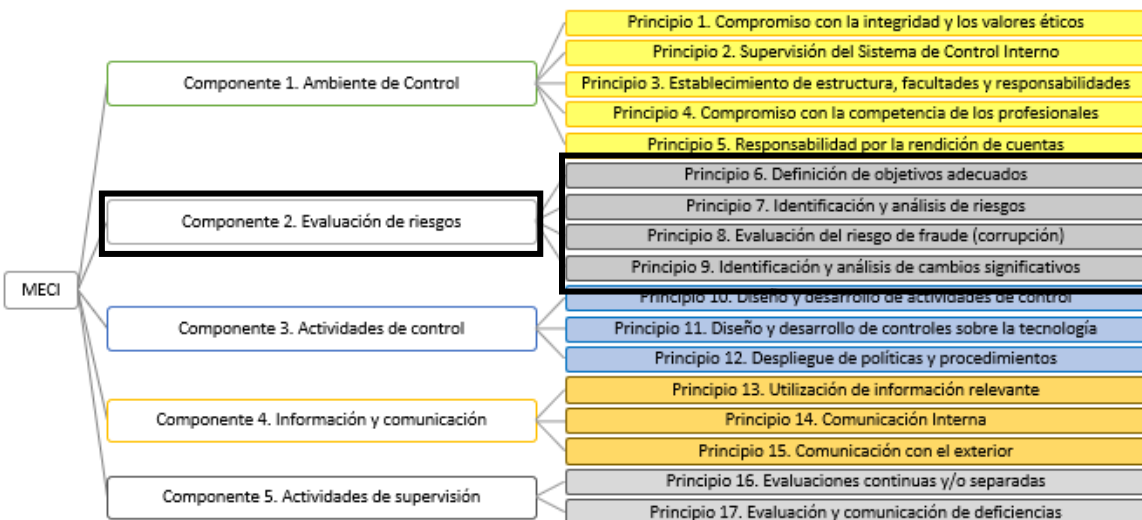 MECI
Componente 1. Ambiente de Control
Principio 1. Compromiso con la integridad y los valores éticos
Principio 2. Supervisión del Sistema de Control Interno
Principio 3. Establecimiento de estructura, facultades y responsabilidades
Principio 4. Compromiso con la competencia de los profesionales
Principio 5. Responsabilidad por la rendición de cuentas
Componente 2. Evaluación de riesgos
Principio 6. Definición de objetivos adecuados
Principio 7. Identificación y análisis de riesgos
Principio 8. Evaluación del riesgo de fraude (corrupción)
Principio 9. Identificación y análisis de cambios significativos
Componente 3. Actividades de control
Principio 10. Diseño y desarrollo de actividades de control
Principio 11. Diseño y desarrollo de controles sobre la tecnología
Principio 12. Despliegue de políticas y procedimientos
Componente 4. Información y comunicación
Principio 13. Utilización de información relevante
Principio 14. Comunicación Interna
Principio 15. Comunicación con el exterior
Componente 5. Actividades de supervisión
Principio 16. Evaluaciones continuas y/o separadas
Principio 17. Evaluación y comunicación de deficiencias